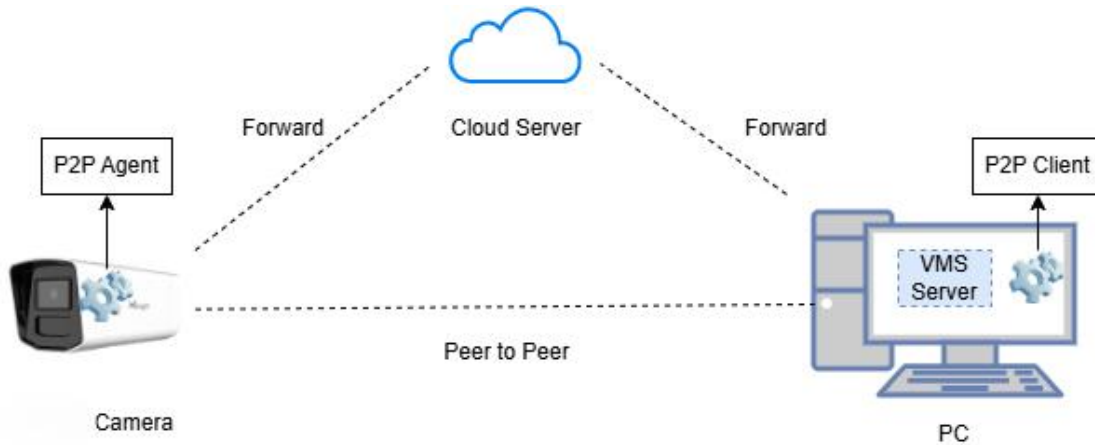 Forward
Cloud Server
Forward
P2P Agent
P2P Client
VMS
Server
Peer to Peer
Camera
PC